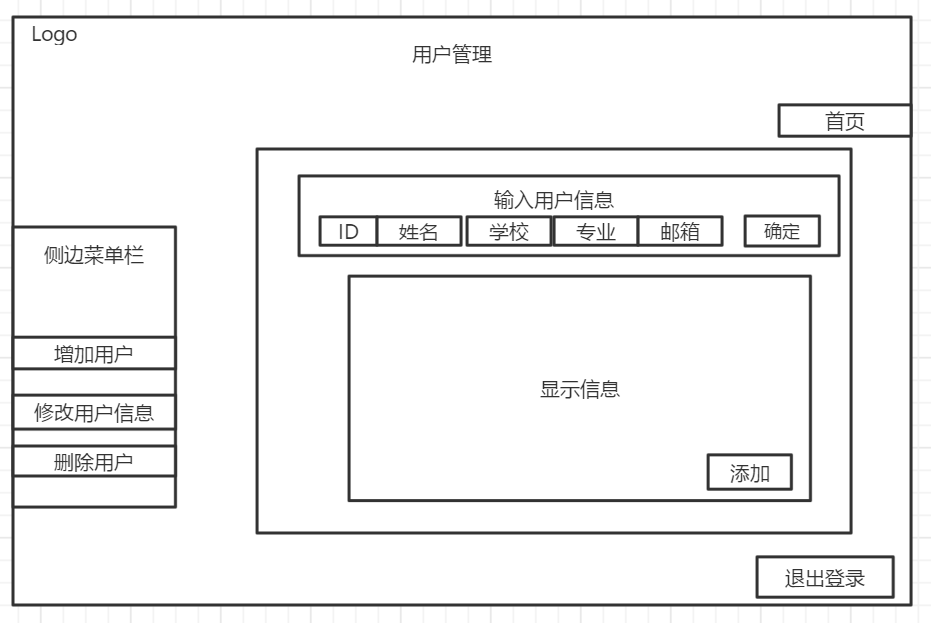 Logo
用户管理
首页
输入用户信息
ID 姓名 学校 专业 邮箱 确定
侧边菜单栏
增加用户
修改用户信息
删除用户
显示信息
添加
退出登录